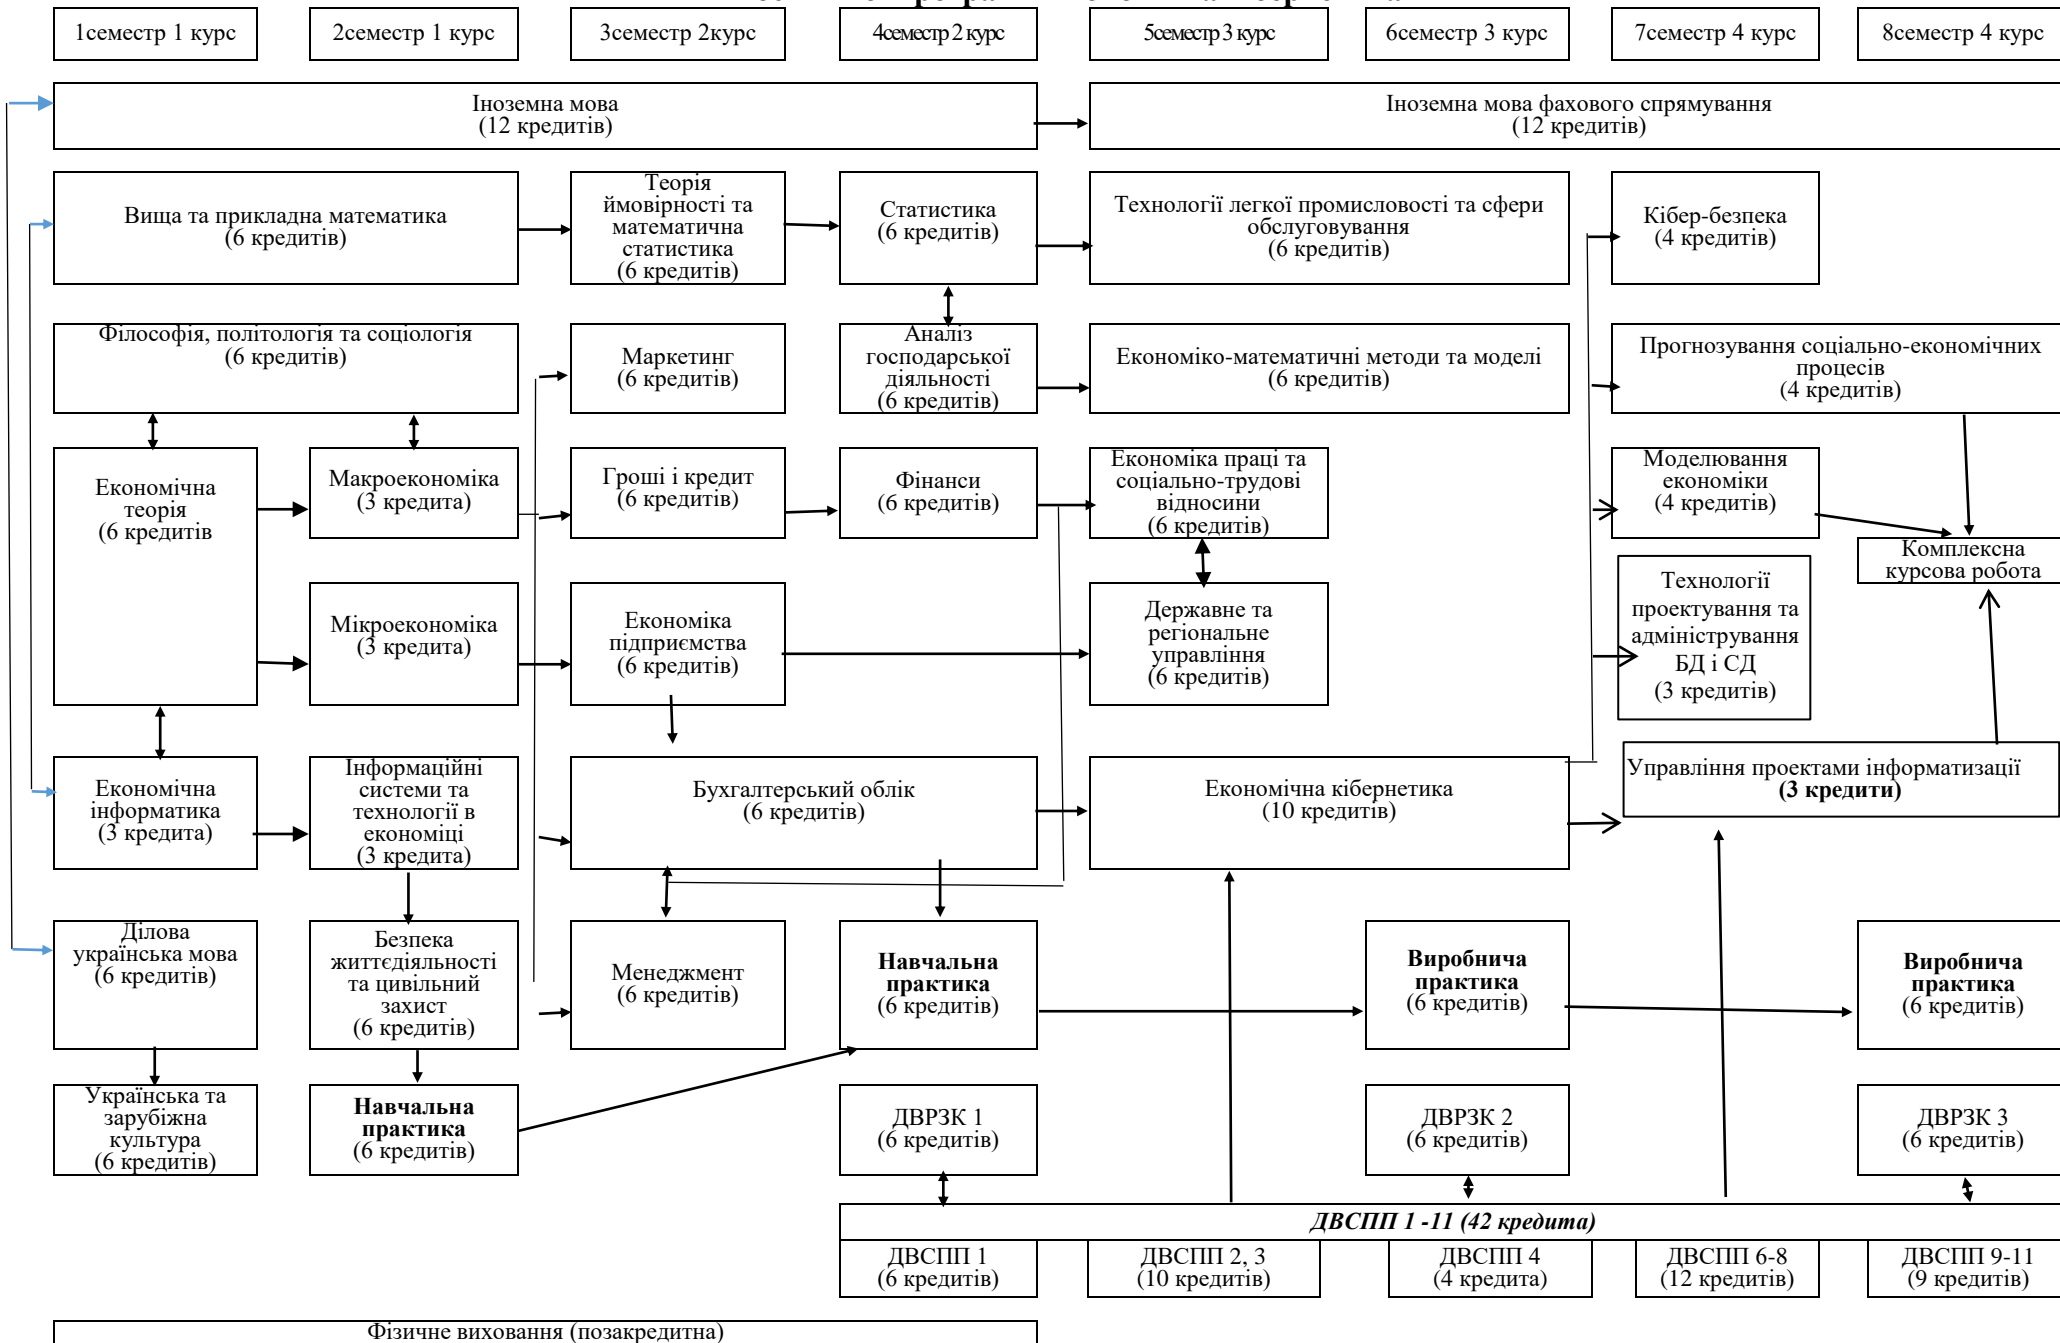 1семестр 1 курс
2семестр 1 курс
3семестр 2курс
4семестр 2 курс
5семестр 3 курс
6семестр 3 курс
7семестр 4 курс
8семестр 4 курс
Іноземна мова
(12 кредитів)
Іноземна мова фахового спрямування
(12 кредитів)
Вища та прикладна математика
(6 кредитів)
Теорія
ймовірності та
математична
статистика
(6 кредитів)
Статистика
(6 кредитів)
Технології легкої промисловості та сфери
обслуговування
(6 кредитів)
Кібер-безпека
(4 кредитів)
Філософія, політологія та соціологія
(6 кредитів)
Маркетинг
(6 кредитів)
Аналіз
господарської
діяльності
(6 кредитів)
Економіко-математичні методи та моделі
(6 кредитів)
Прогнозування соціально-економічних
процесів
(4 кредитів)
Економічна
теорія
(6 кредитів
Макроекономіка
(3 кредита)
Гроші і кредит
(6 кредитів)
Фінанси
(6 кредитів)
Економіка праці та
соціально-трудові
відносини
(6 кредитів)
Моделювання
економіки
(4 кредитів)
Комплексна
курсова робота
Мікроекономіка
(3 кредита)
Економіка
підприємства
(6 кредитів)
Державне та
регіональне
управління
(6 кредитів)
Технології
проектування та
адміністрування
БД і СД
(3 кредитів)
Економічна
інформатика
(3 кредита)
Інформаційні
системи та
технології в
економіці
(3 кредита)
Бухгалтерський облік
(6 кредитів)
Економічна кібернетика
(10 кредитів)
Управління проектами інформатизації
(3 кредити)
Ділова
українська мова
(6 кредитів)
Безпека
життєдіяльності
та цивільний
захист
(6 кредитів)
Менеджмент
(6 кредитів)
Навчальна
практика
(6 кредитів)
Виробнича
практика
(6 кредитів)
Виробнича
практика
(6 кредитів)
Українська та
зарубіжна
культура
(6 кредитів)
Навчальна
практика
(6 кредитів)
ДВРЗК 1
(6 кредитів)
ДВРЗК 2
(6 кредитів)
ДВРЗК 3
(6 кредитів)
ДВСПП 1 -11 (42 кредита)
ДВСПП 1
(6 кредитів)
ДВСПП 2, 3
(10 кредитів)
ДВСПП 4
(4 кредита)
ДВСПП 6-8
(12 кредитів)
ДВСПП 9-11
(9 кредитів)
Фізичне виховання (позакредитна)